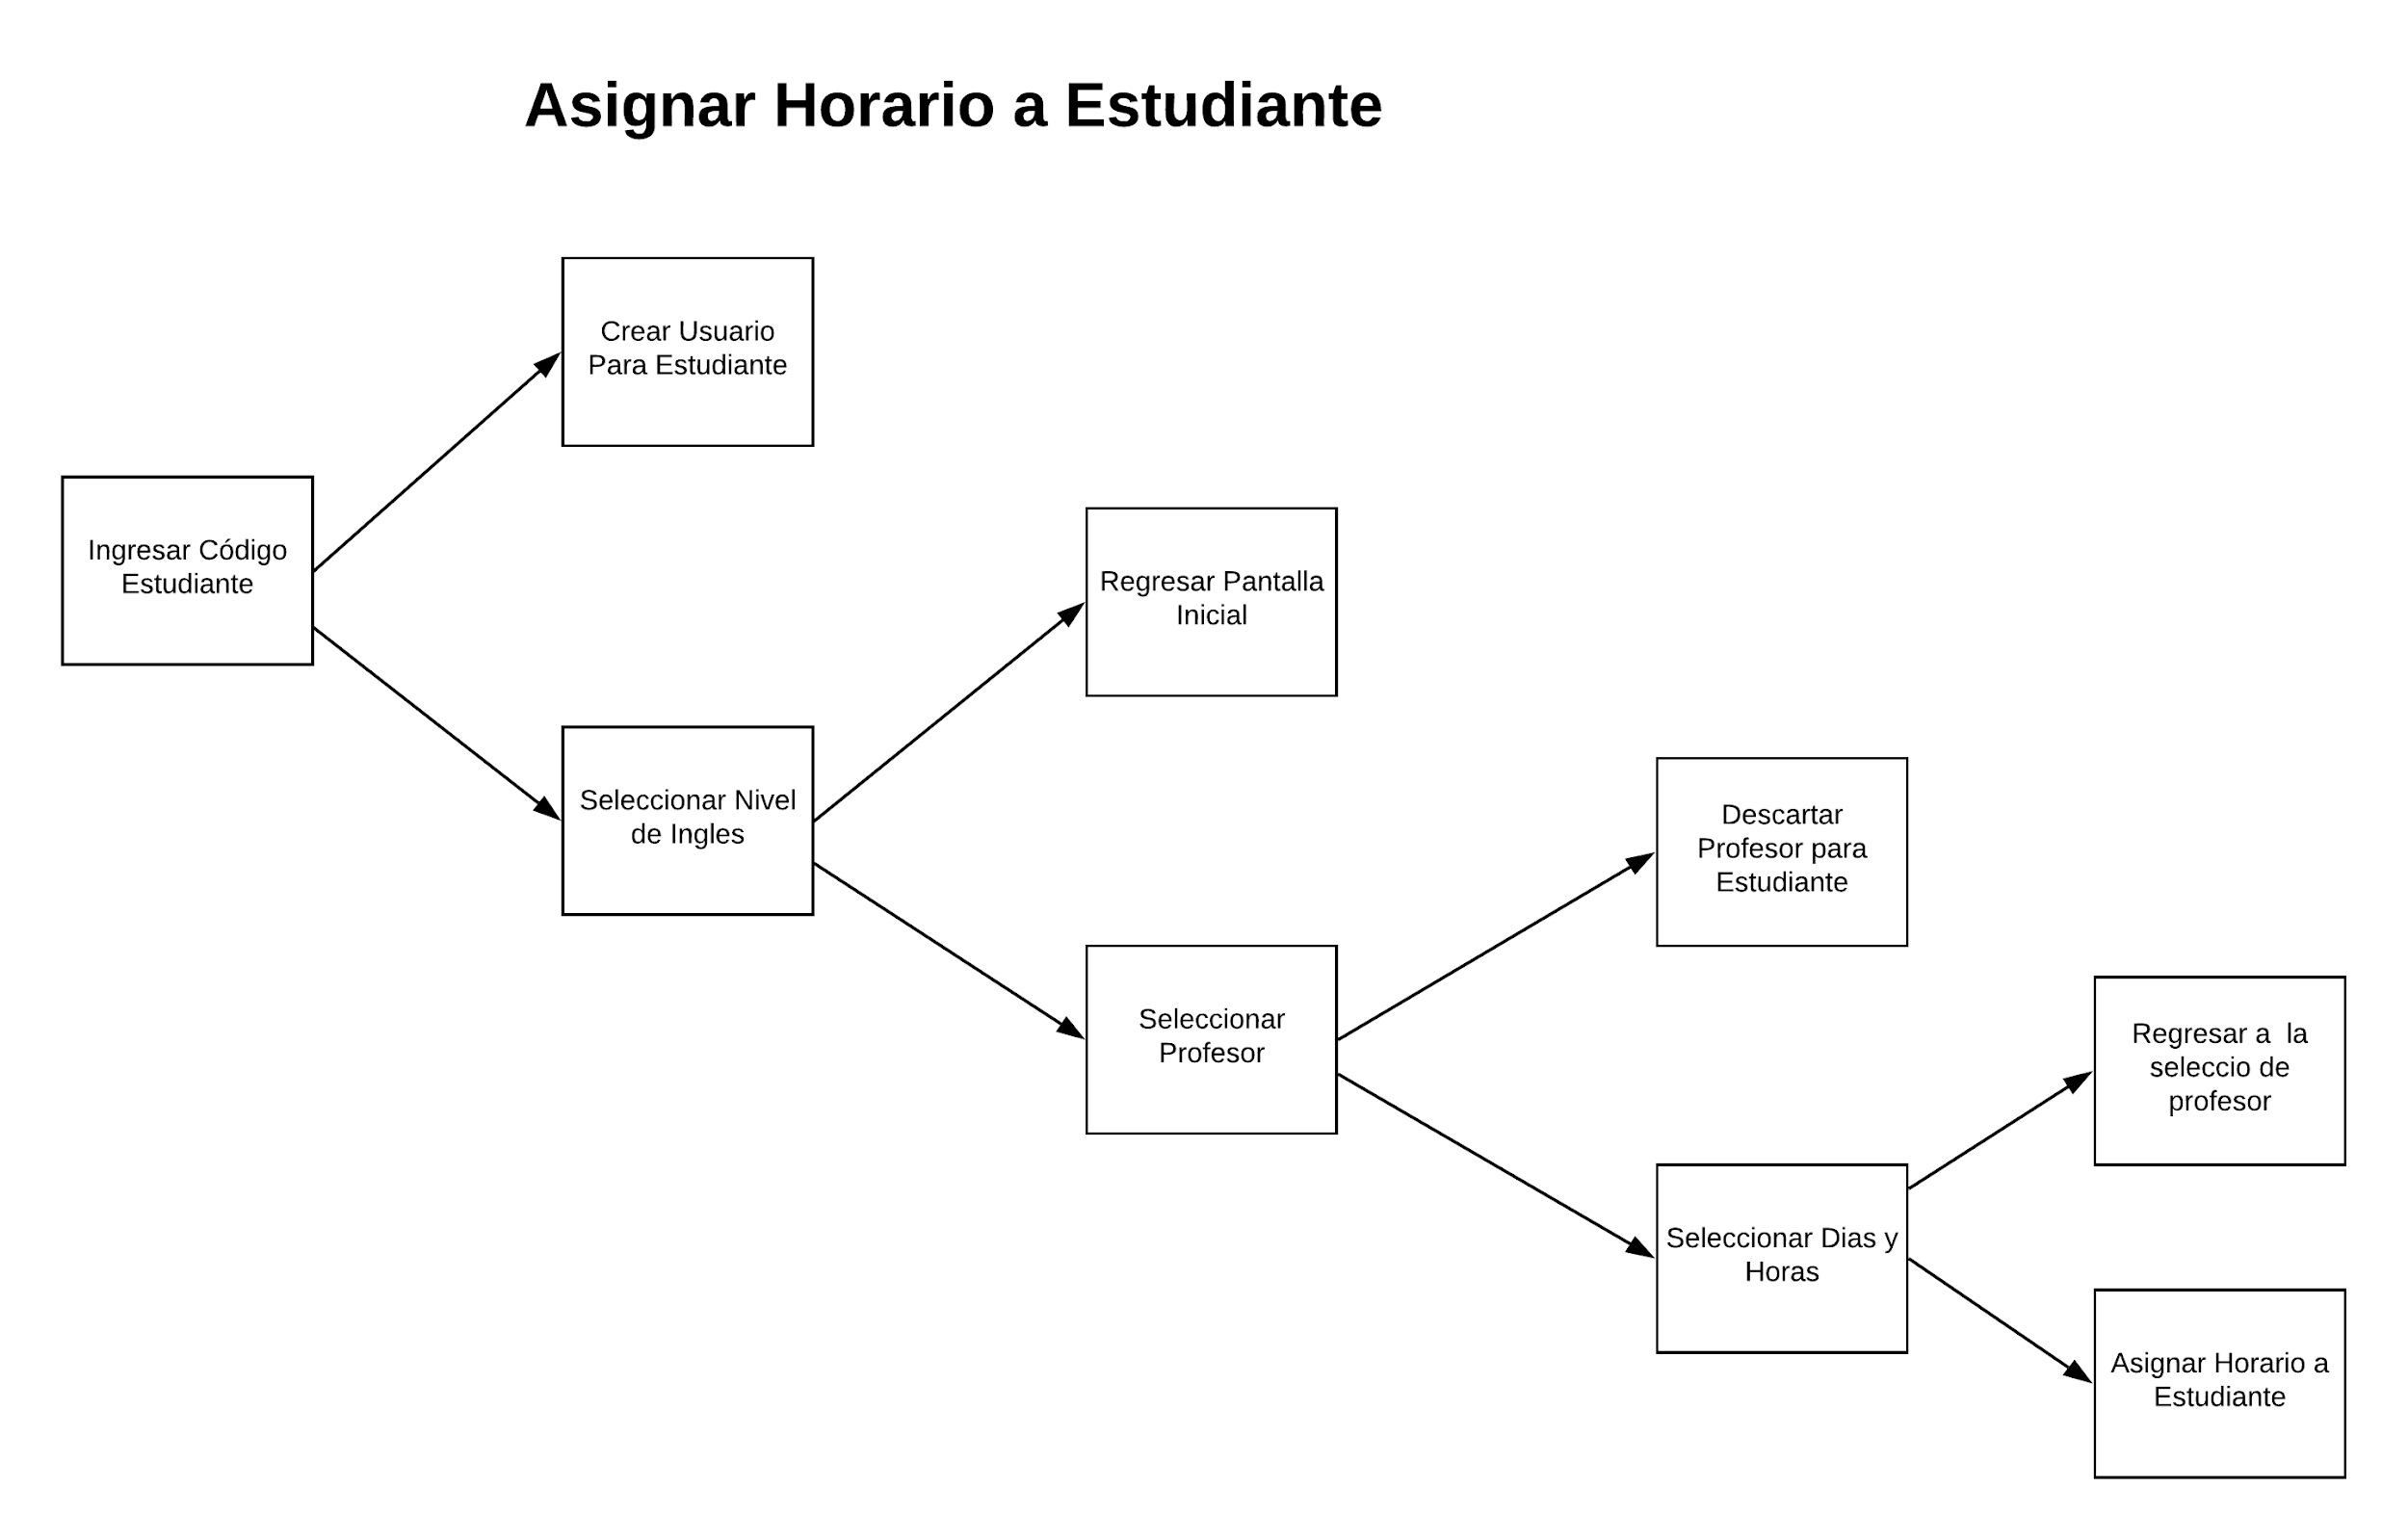 Asignar Horario a Estudiante
Crear Usuario
Para Estudiante
Ingresar Código
Estudiante
Regresar Pantalla
Inicial
Seleccionar Nivel
de Ingles
Descartar
Profesor para
Estudiante
Seleccionar
Profesor
Regresar a  la
seleccio de
profesor
Seleccionar Dias y
Horas
Asignar Horario a
Estudiante